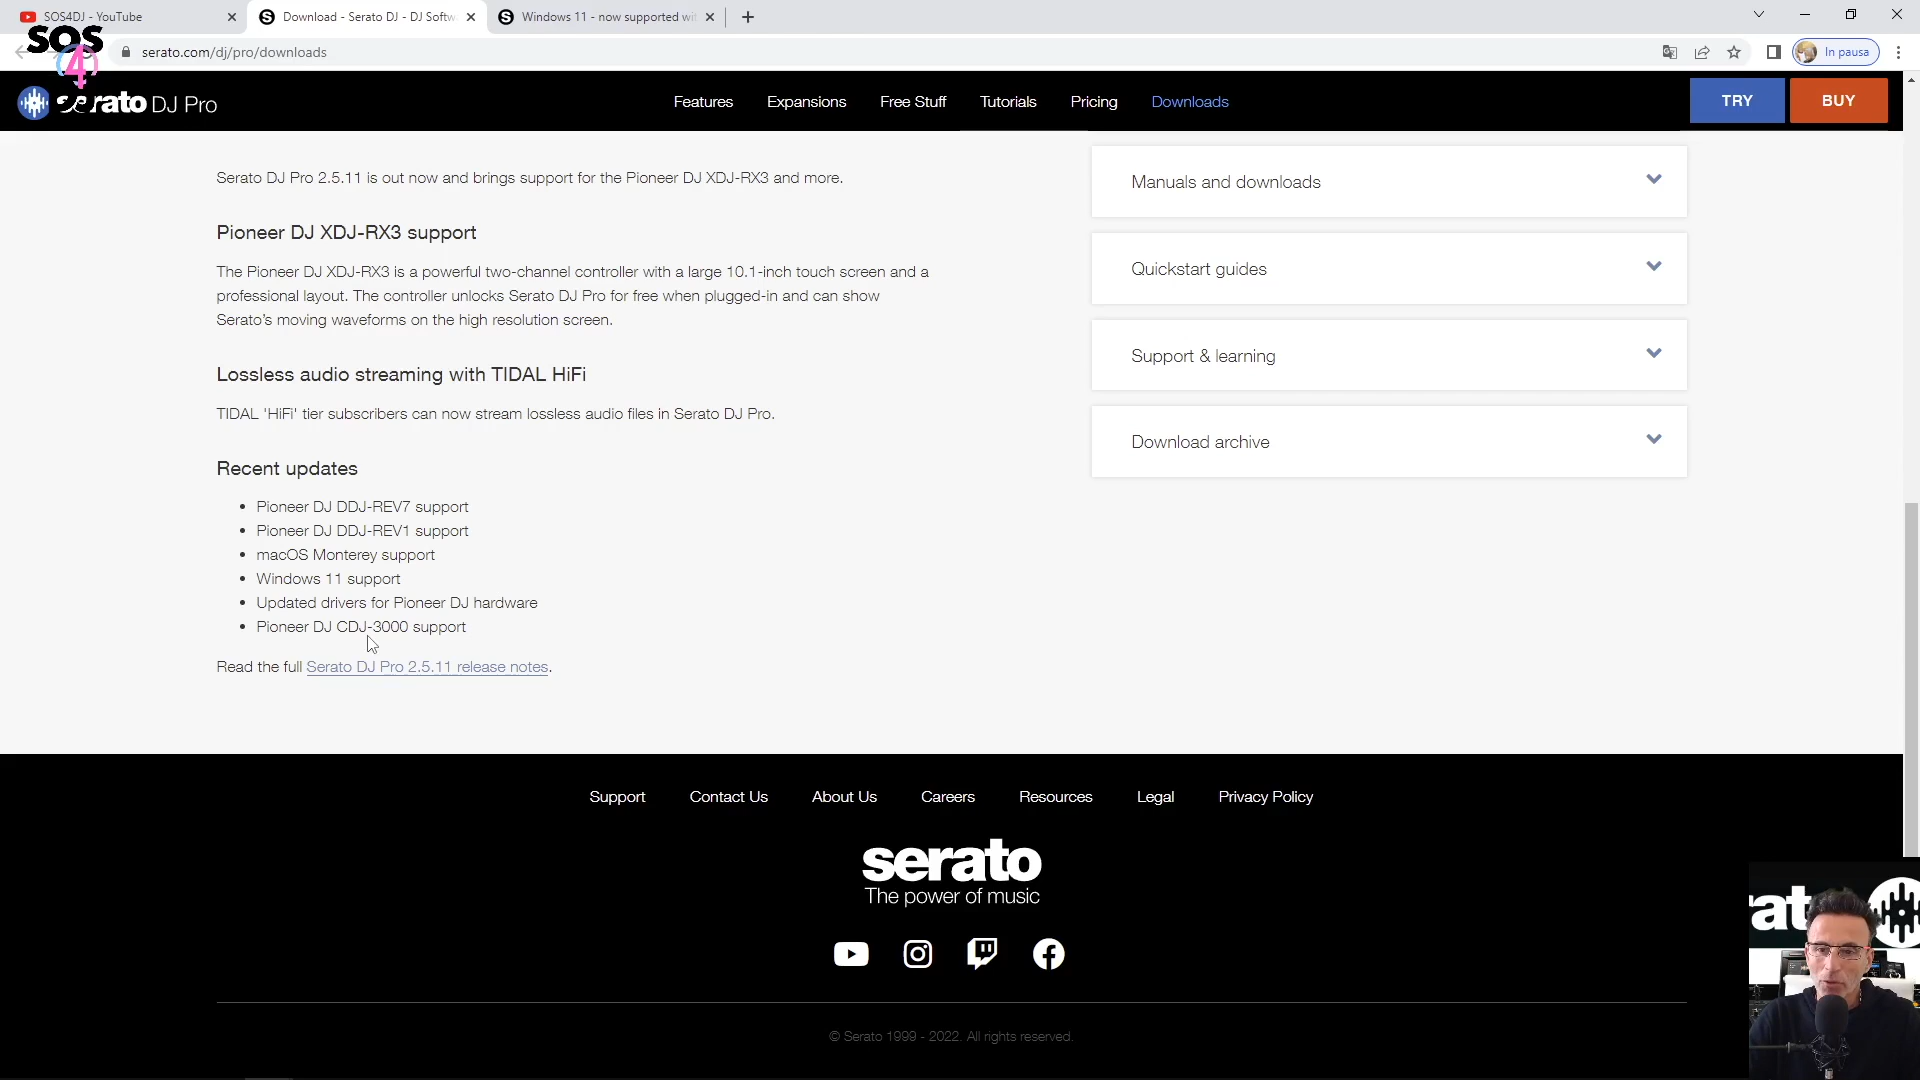 SOS4DJ - YouTube
Download - Serato DJ - DJ Softw
Windows 11 - now supported wit
SOS
4
serato.com/dj/pro/downloads
In pausa
serato DJ Pro
Features
Expansions
Free Stuff
Tutorials
Pricing
Downloads
TRY
BUY
Serato DJ Pro 2.5.11 is out now and brings support for the Pioneer DJ XDJ-RX3 and more.
Pioneer DJ XDJ-RX3 support
The Pioneer DJ XDJ-RX3 is a powerful two-channel controller with a large 10.1-inch touch screen and a
professional layout. The controller unlocks Serato DJ Pro for free when plugged-in and can show
Serato's moving waveforms on the high resolution screen.
Lossless audio streaming with TIDAL HiFi
TIDAL 'HiFi' tier subscribers can now stream lossless audio files in Serato DJ Pro.
Recent updates
• Pioneer DJ DDJ-REV7 support
• Pioneer DJ DDJ-REV1 support
• macOS Monterey support
• Windows 11 support
• Updated drivers for Pioneer DJ hardware
• Pioneer DJ CDJ-3000 support
Read the full Serato DJ Pro 2.5.11 release notes.
Manuals and downloads
Quickstart guides
Support & learning
Download archive
Support
Contact Us
About Us
Careers
Resources
Legal
Privacy Policy
serato
The power of music
© Serato 1999 - 2022. All rights reserved.
rat